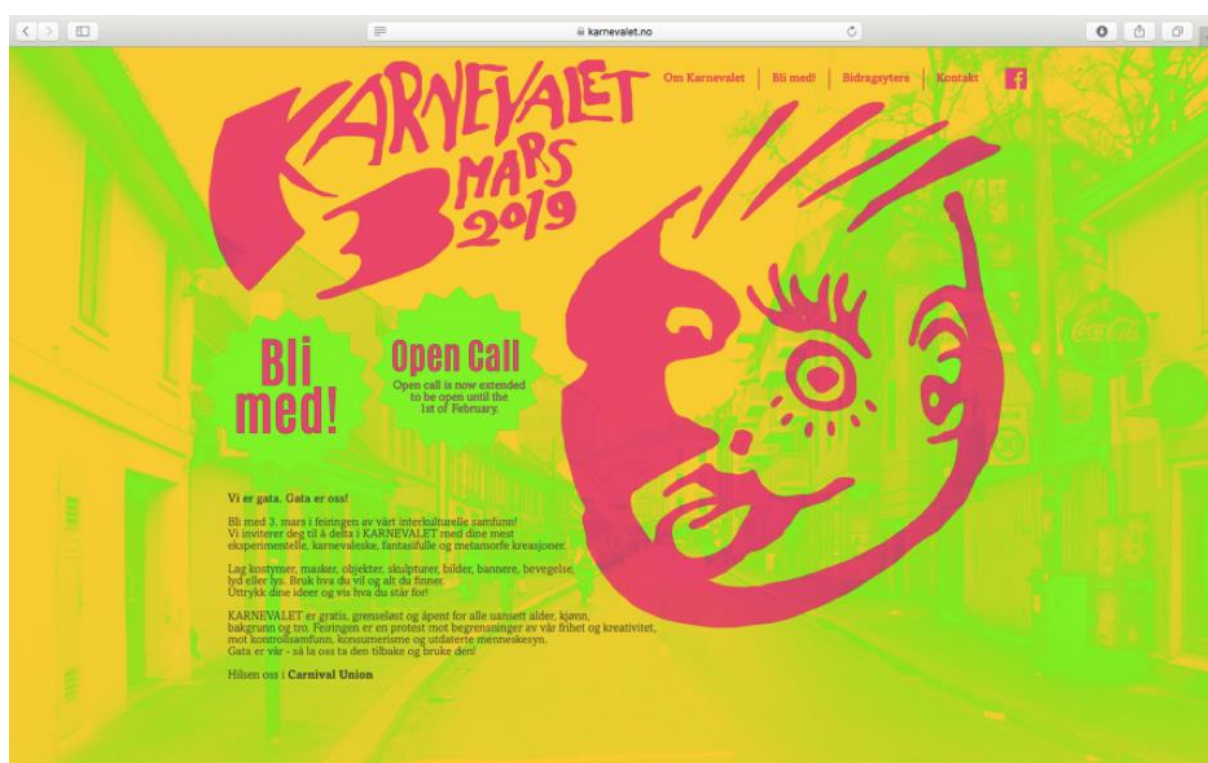 karnevalet.no
KARNEVALET
3 MARS
2019
Om Karnevalet
Bli med!
Bidragsytere
Kontakt
f
Bli
med!
Open Call
Open call is now extended
to be open until the
1st of February.
Coca-Cola
Vi er gata. Gata er oss!
Bli med 3. mars i feiringen av vårt interkulturelle samfunn!
Vi inviterer deg til å delta i KARNEVALET med dine mest
eksperimentelle, karnevaleske, fantasifulle og metamorfe kreasjoner.
Lag kostymer, masker, objekter, skulpturer, bilder, bannere, bevegelse,
lyd eller lys. Bruk hva du vil og alt du finner.
Uttrykk dine ideer og vis hva du står for!
KARNEVALET er gratis, grenseløst og åpent for alle uansett alder, kjønn,
bakgrunn og tro. Feiringen er en protest mot begrensninger av vår frihet og kreativitet,
mot kontrollsamfunn, konsumerisme og utdaterte menneskesyn.
Gata er vår - så la oss ta den tilbake og bruke den!
Hilsen oss i Carnival Union